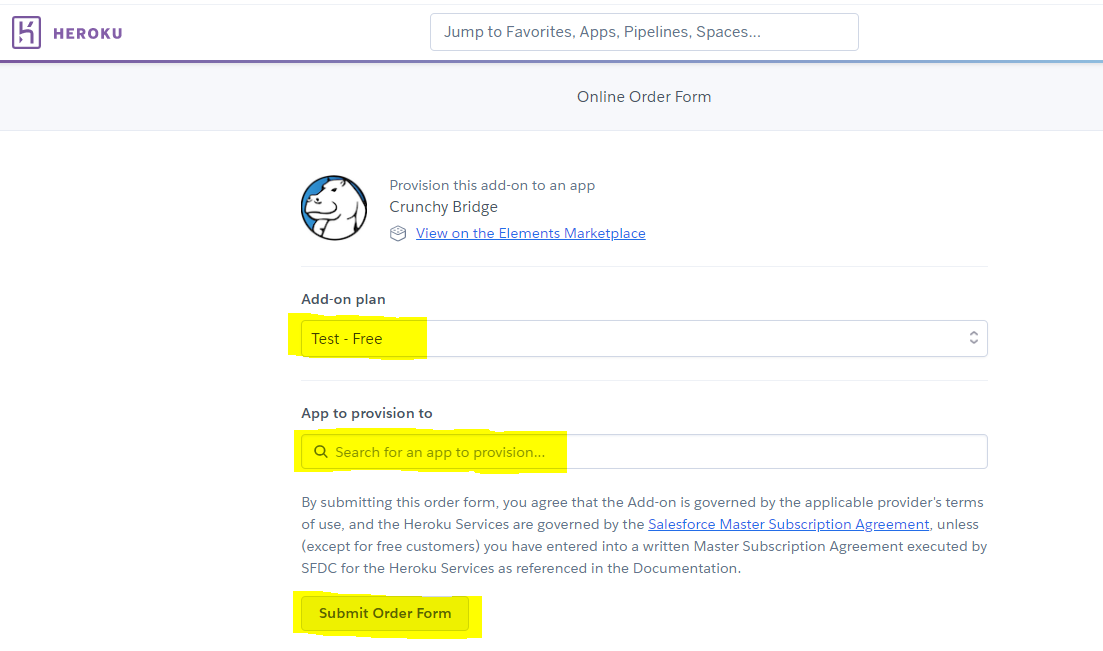 HEROKU
Jump to Favorites, Apps, Pipelines, Spaces...
Online Order Form
Provision this add-on to an app
Crunchy Bridge
View on the Elements Marketplace
Add-on plan
Test - Free
App to provision to
Search for an app to provision...
By submitting this order form, you agree that the Add-on is governed by the applicable provider's terms
of use, and the Heroku Services are governed by the Salesforce Master Subscription Agreement, unless
(except for free customers) you have entered into a written Master Subscription Agreement executed by
SFDC for the Heroku Services as referenced in the Documentation.
Submit Order Form